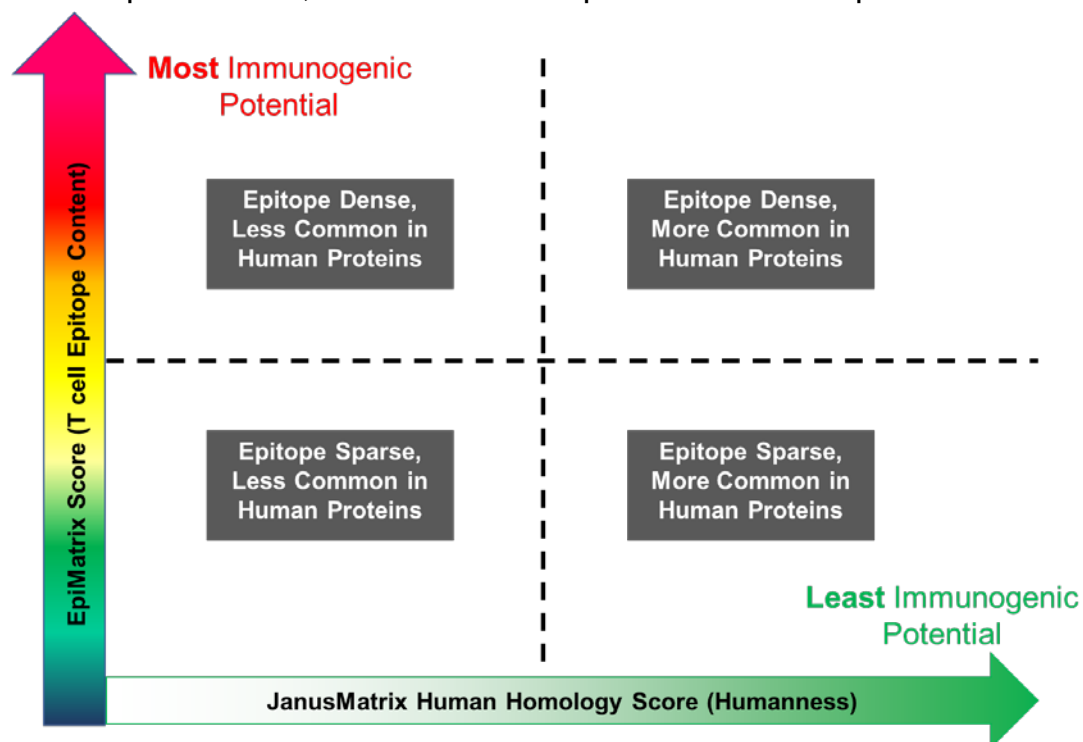 Most Immunogenic
Potential
Epitope Dense,
Less Common in
Human Proteins
Epitope Dense,
More Common in
Human Proteins
EpiMatrix Score (T cell Epitope Content)
Epitope Sparse,
Less Common in
Human Proteins
Epitope Sparse,
More Common in
Human Proteins
Least Immunogenic
Potential
JanusMatrix Human Homology Score (Humanness)